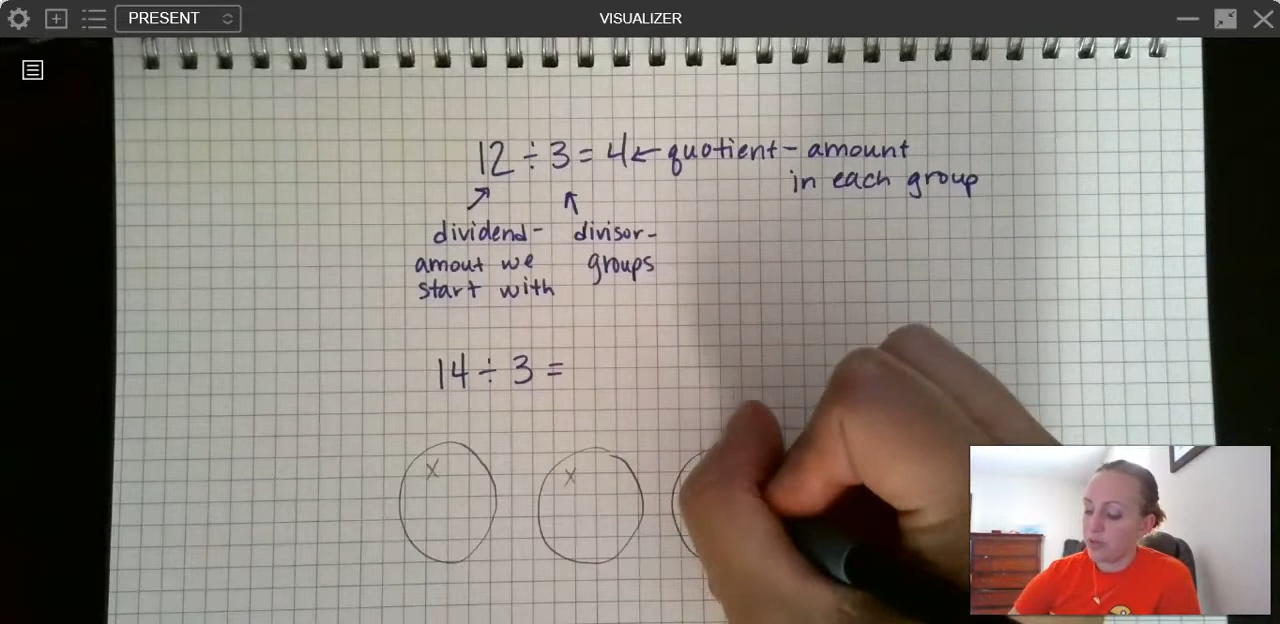 PRESENT
VISUALIZER
12 ÷ 3 = 4 ← quotient - amount
in each group
dividend- divisor-
amout we groups
start with
14 ÷ 3 =
X X